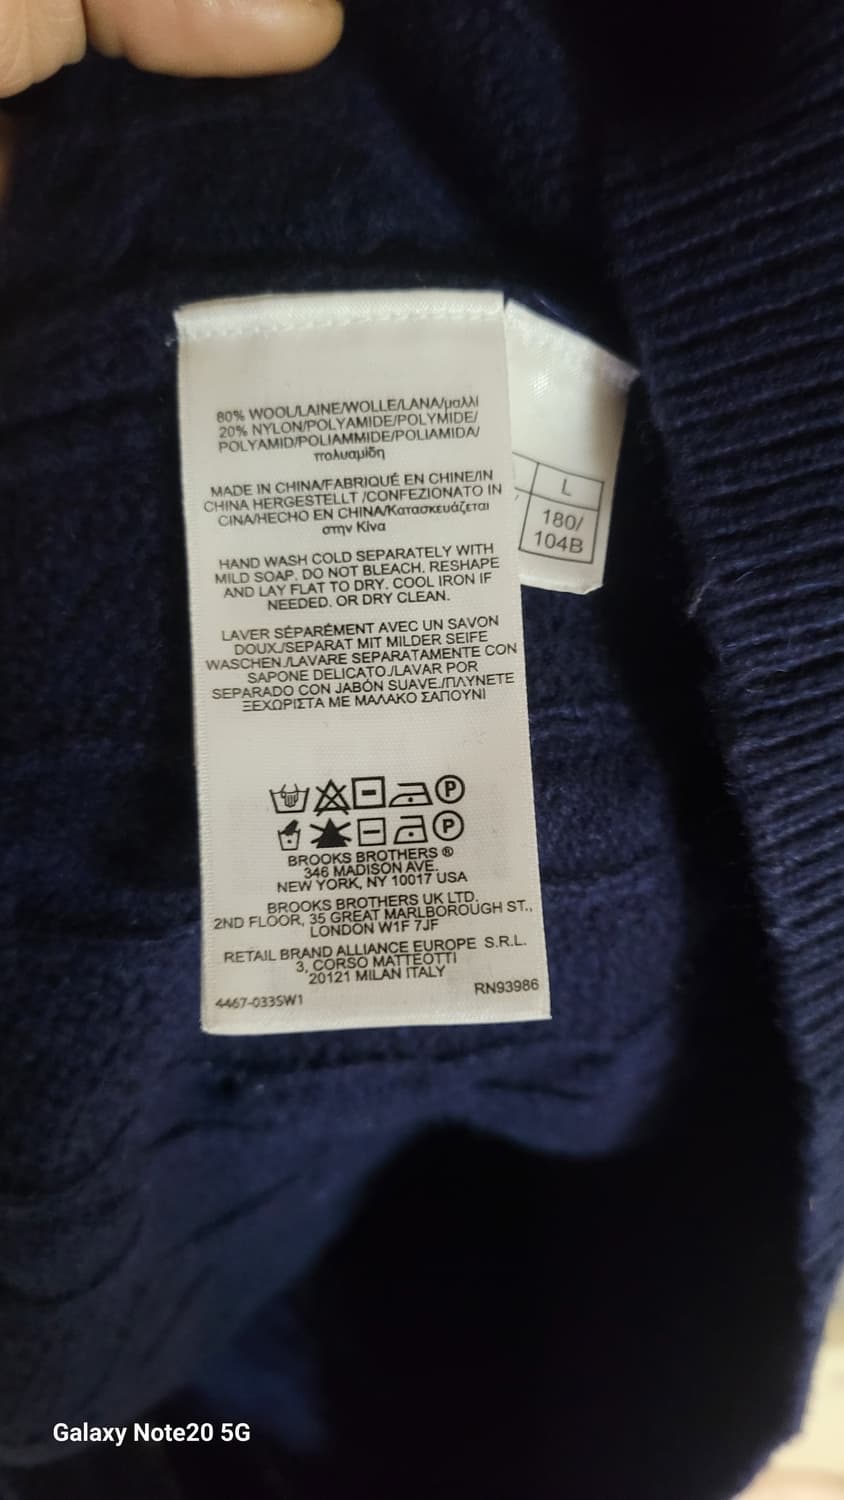 80% WOOL/LAINE/WOLLE/LANA/μαλλί
20% NYLON/POLYAMIDE/POLYMIDE/
POLYAMID/POLIAMMIDE/POLIAMIDA/
πολυαμίδη
MADE IN CHINA/FABRIQUÉ EN CHINE/IN
CHINA HERGESTELLT /CONFEZIONATO IN
CINA/HECHO EN CHINA/Κατασκευάζεται
στην Κίνα
HAND WASH COLD SEPARATELY WITH
MILD SOAP. DO NOT BLEACH. RESHAPE
AND LAY FLAT TO DRY. COOL IRON IF
NEEDED. OR DRY CLEAN.
LAVER SÉPARÉMENT AVEC UN SAVON
DOUX./SEPARAT MIT MILDER SEIFE
WASCHEN./LAVARE SEPARATAMENTE CON
SAPONE DELICATO./LAVAR POR
SEPARADO CON JABÓN SUAVE./ΠΛΥΝΕΤΕ
ΞΕΧΩΡΙΣΤΑ ΜΕ ΜΑΛΑΚΟ ΣΑΠΟΥΝΙ
P
P
BROOKS BROTHERS ®
346 MADISON AVE.
NEW YORK, NY 10017 USA
BROOKS BROTHERS UK LTD.
2ND FLOOR, 35 GREAT MARLBOROUGH ST.,
LONDON W1F 7JF
RETAIL BRAND ALLIANCE EUROPE S.R.L.
3, CORSO MATTEOTTI
20121 MILAN ITALY
4467-033SW1 RN93986
L
180/
104B
Galaxy Note20 5G